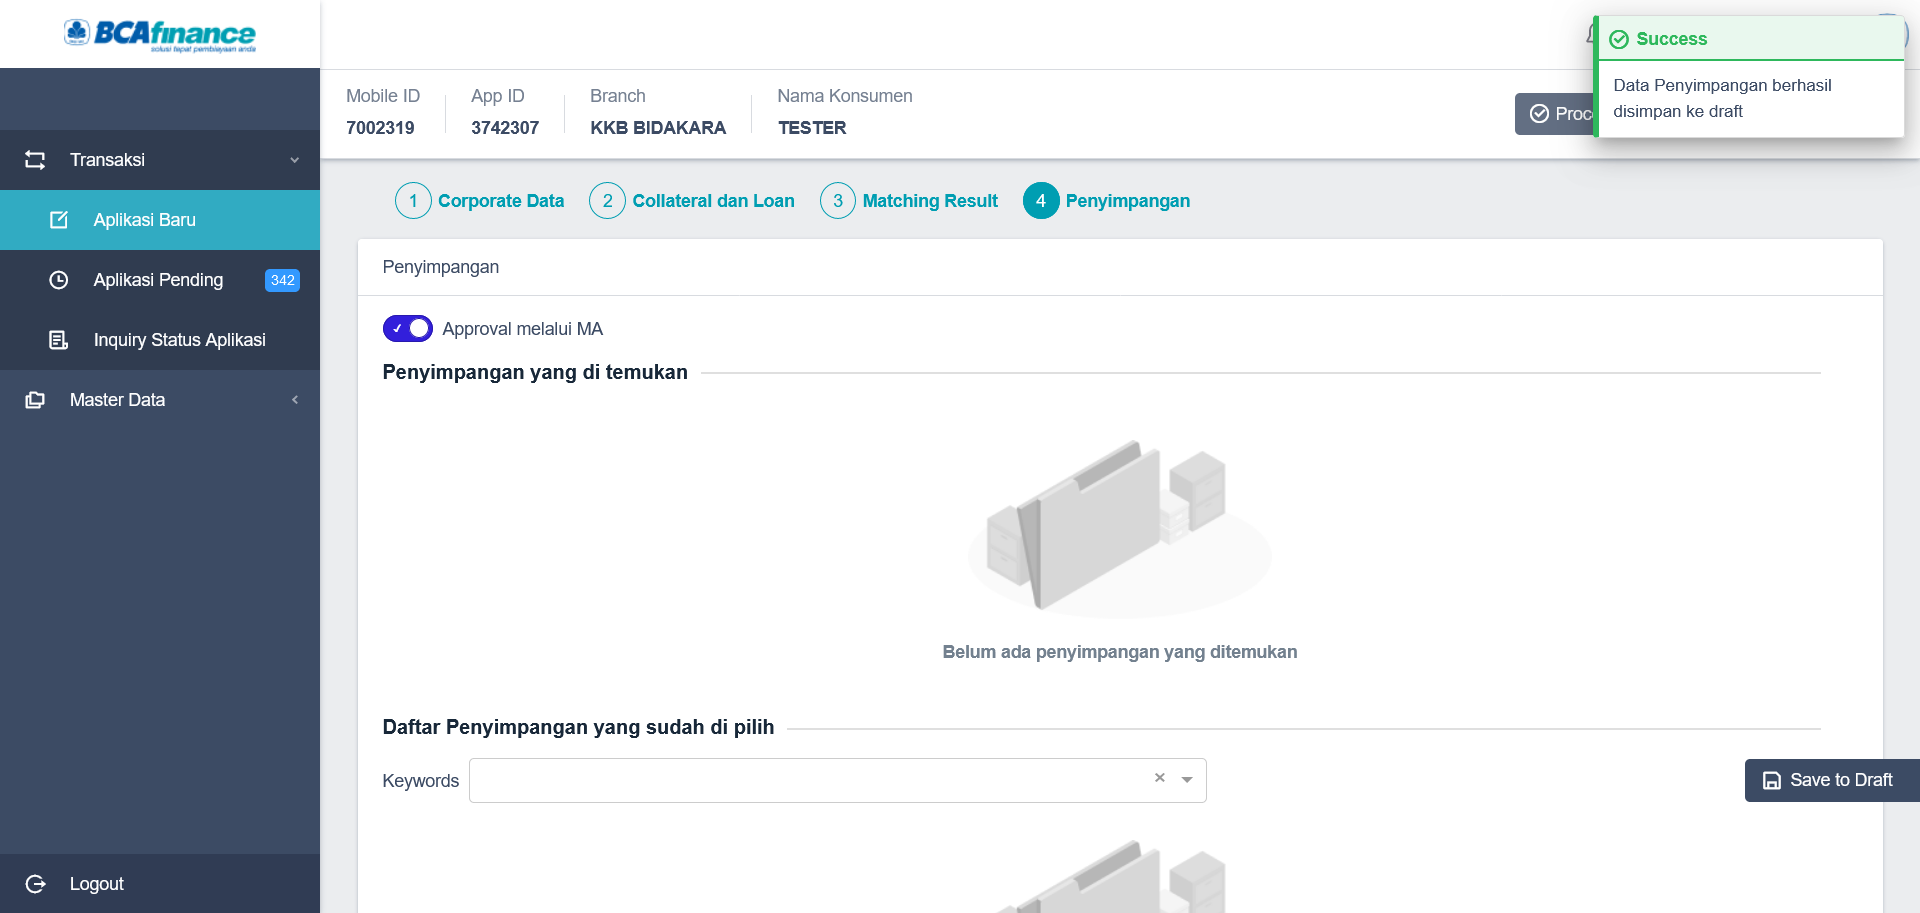 BCAfinance
solusi tepat pembiayaan anda
Success
Data Penyimpangan berhasil
disimpan ke draft
Mobile ID
7002319
App ID
3742307
Branch
KKB BIDAKARA
Nama Konsumen
TESTER
Transaksi
Aplikasi Baru
Aplikasi Pending 342
Inquiry Status Aplikasi
Master Data
Logout
1 Corporate Data 2 Collateral dan Loan 3 Matching Result 4 Penyimpangan
Penyimpangan
Approval melalui MA
Penyimpangan yang di temukan
Belum ada penyimpangan yang ditemukan
Daftar Penyimpangan yang sudah di pilih
Keywords
Save to Draft